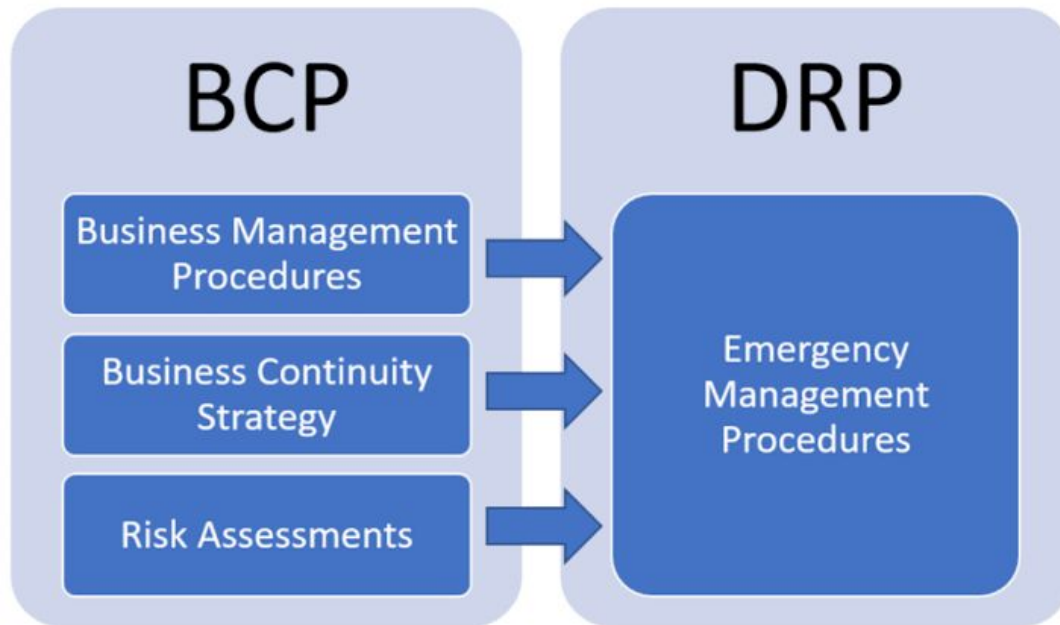 BCP
Business Management
Procedures
Business Continuity
Strategy
Risk Assessments
DRP
Emergency
Management
Procedures